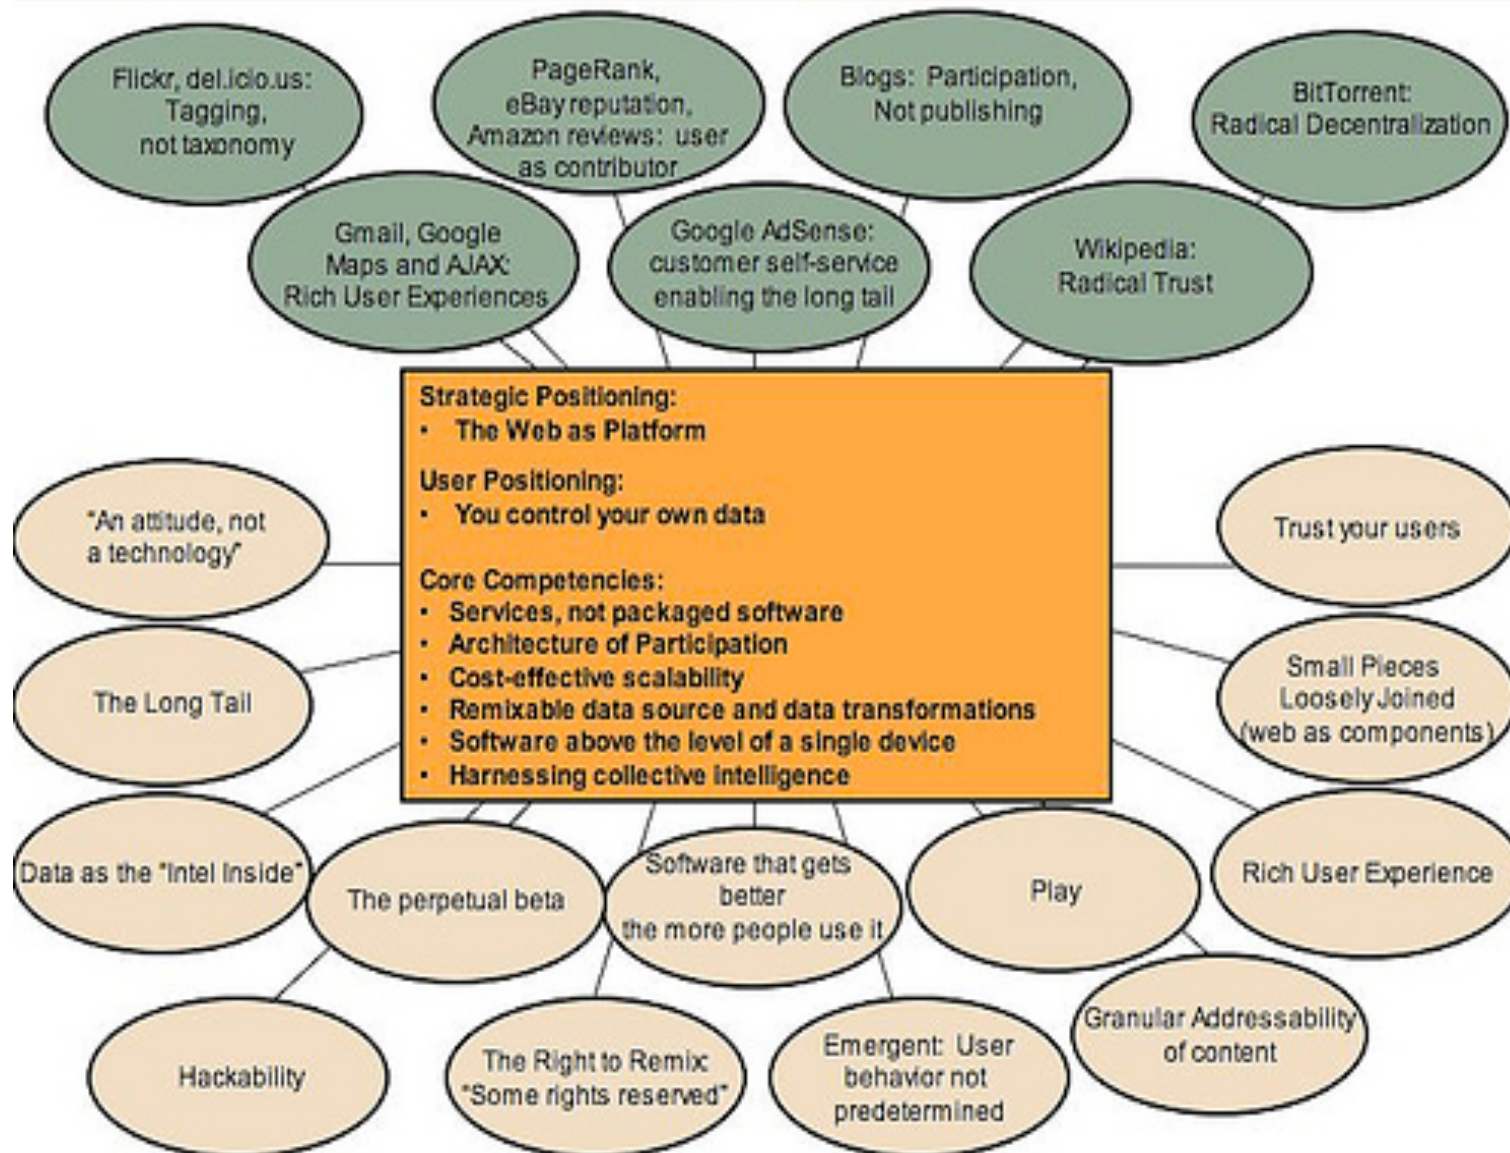 Flickr, del.icio.us:
Tagging,
not taxonomy
PageRank,
eBay reputation,
Amazon reviews: user
as contributor
Blogs: Participation,
Not publishing
BitTorrent:
Radical Decentralization
Gmail, Google
Maps and AJAX:
Rich User Experiences
Google AdSense:
customer self-service
enabling the long tail
Wikipedia:
Radical Trust
Strategic Positioning:
• The Web as Platform
User Positioning:
• You control your own data
Core Competencies:
• Services, not packaged software
• Architecture of Participation
• Cost-effective scalability
• Remixable data source and data transformations
• Software above the level of a single device
• Harnessing collective intelligence
"An attitude, not
a technology"
Trust your users
The Long Tail
Small Pieces
Loosely Joined
(web as components)
Data as the "Intel Inside"
The perpetual beta
Software that gets
better
the more people use it
Play
Rich User Experience
Hackability
The Right to Remix:
"Some rights reserved"
Emergent: User
behavior not
predetermined
Granular Addressability
of content